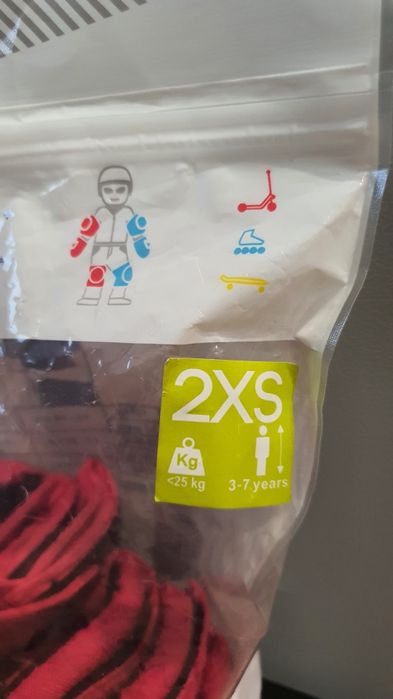 2XS
Kg
<25 kg
3-7 years